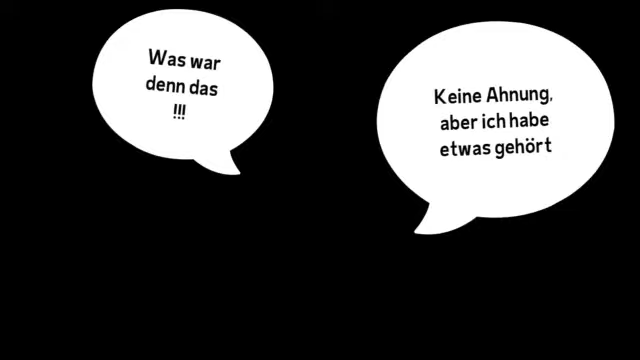 Was war
denn das
!!!
Keine Ahnung,
aber ich habe
etwas gehört